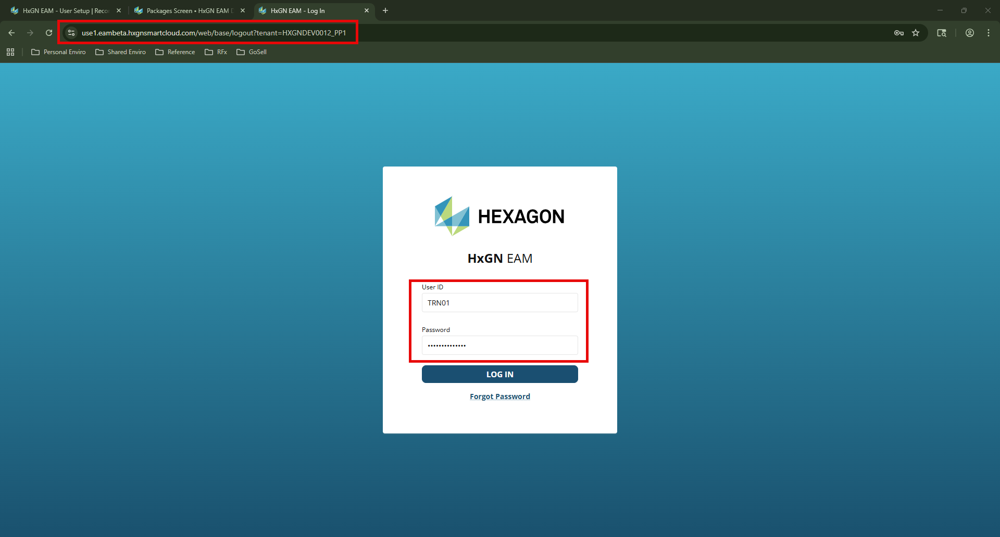 HxGN EAM - User Setup | Reco
Packages Screen • HxGN EAM D
HxGN EAM - Log In
use1.eambeta.hxgnsmartcloud.com/web/base/logout?tenant=HXGNDEV0012_PP1
Personal Enviro
Shared Enviro
Reference
RFx
GoSell
HEXAGON
HxGN EAM
User ID
TRN01
Password
••••••••••••••
LOG IN
Forgot Password